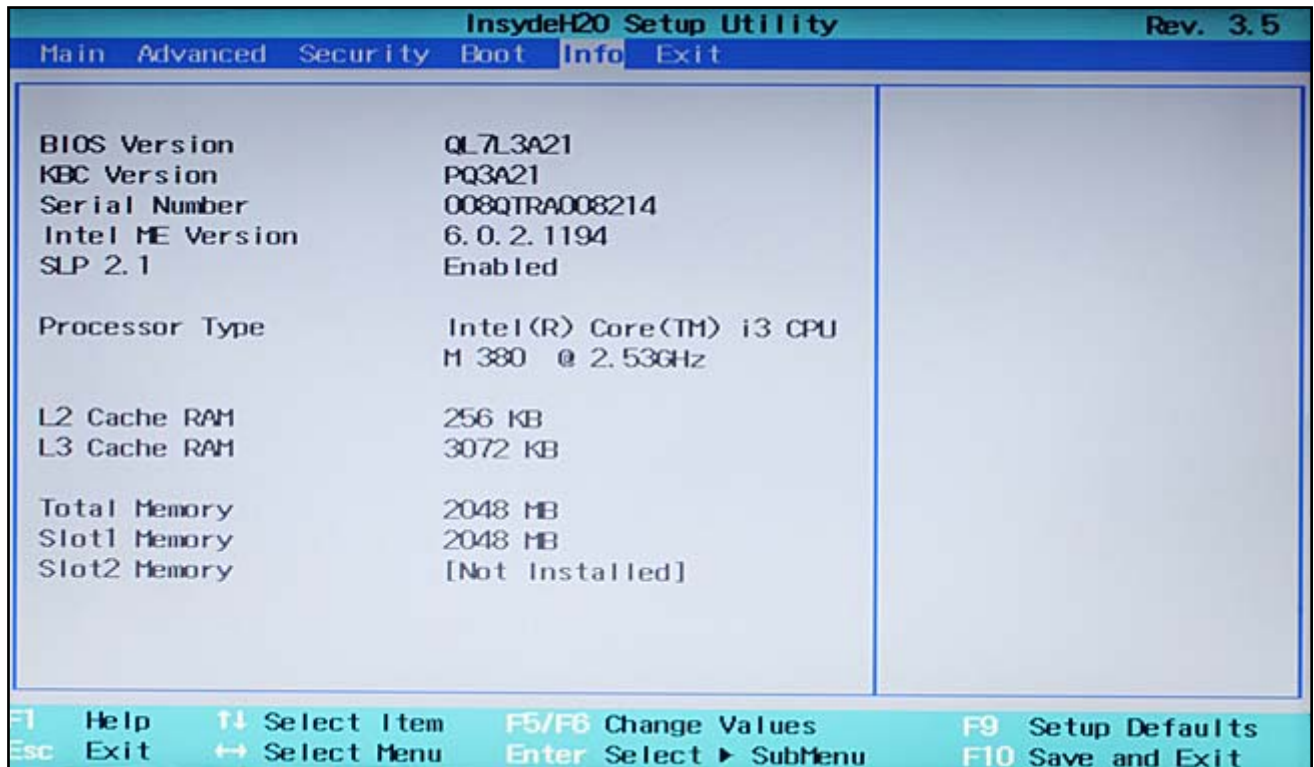 InsydeH20 Setup Utility Rev. 3.5
Main Advanced Security Boot Info Exit
BIOS Version QL7L3A21
KBC Version PQ3A21
Serial Number 008QTRA008214
Intel ME Version 6.0.2.1194
SLP 2.1 Enabled
Processor Type Intel(R) Core(TM) i3 CPU
M 380 @ 2.53GHz
L2 Cache RAM 256 KB
L3 Cache RAM 3072 KB
Total Memory 2048 MB
Slot1 Memory 2048 MB
Slot2 Memory [Not Installed]
F1 Help ↑↓ Select Item F5/F6 Change Values F9 Setup Defaults
Esc Exit ↔ Select Menu Enter Select ▶ SubMenu F10 Save and Exit